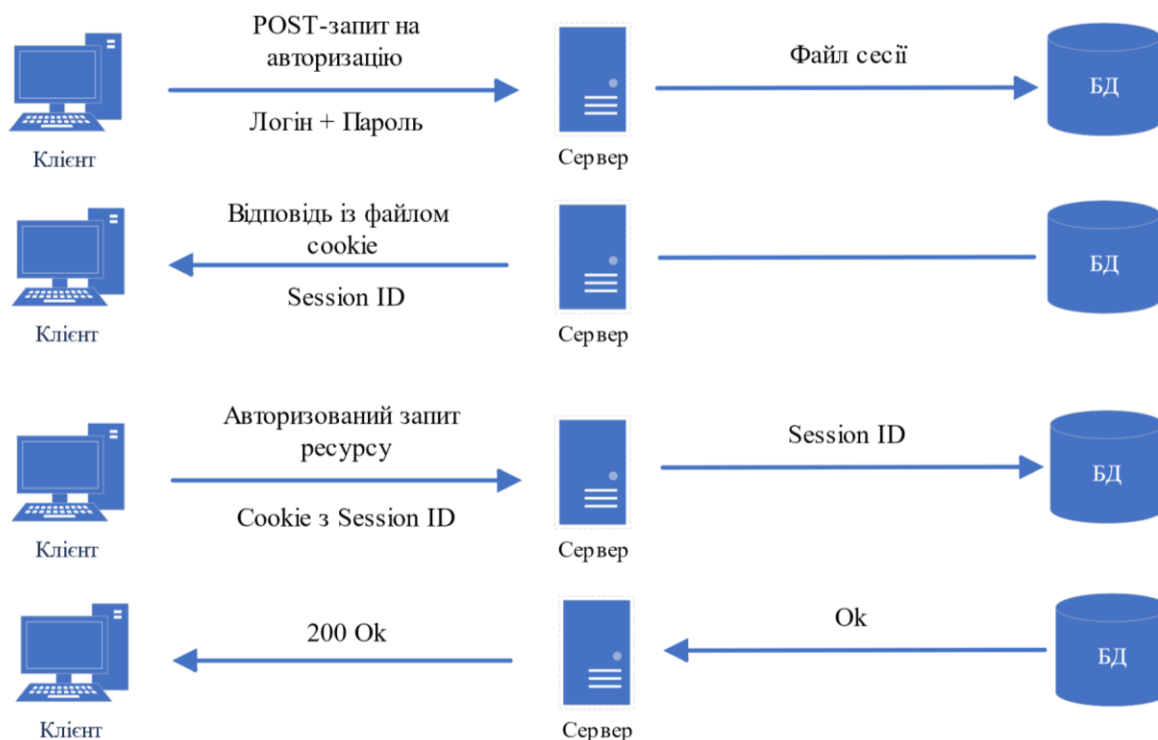 POST-запит на
авторизацію
Логін + Пароль
Файл сесії
БД
Клієнт
Сервер
Відповідь із файлом
cookie
Session ID
БД
Клієнт
Сервер
Авторизований запит
ресурсу
Cookie з Session ID
Session ID
БД
Клієнт
Сервер
200 Ok
Ok
БД
Клієнт
Сервер